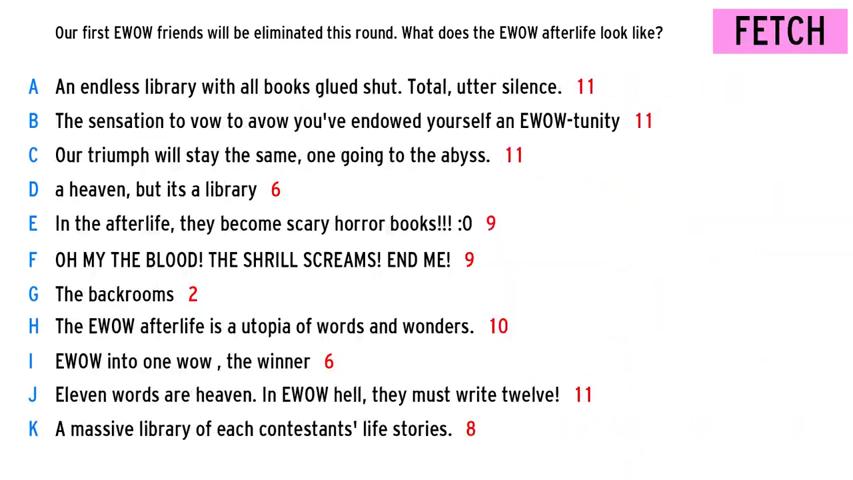 Our first EWOW friends will be eliminated this round. What does the EWOW afterlife look like?
FETCH
A An endless library with all books glued shut. Total, utter silence. 11
B The sensation to vow to avow you've endowed yourself an EWOW-tunity 11
C Our triumph will stay the same, one going to the abyss. 11
D a heaven, but its a library 6
E In the afterlife, they become scary horror books!!! :0 9
F OH MY THE BLOOD! THE SHRILL SCREAMS! END ME! 9
G The backrooms 2
H The EWOW afterlife is a utopia of words and wonders. 10
I EWOW into one wow , the winner 6
J Eleven words are heaven. In EWOW hell, they must write twelve! 11
K A massive library of each contestants' life stories. 8